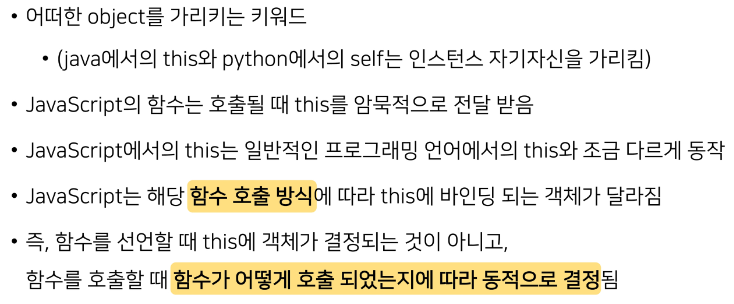 • 어떠한 object를 가리키는 키워드
• (java에서의 this와 python에서의 self는 인스턴스 자기자신을 가리킴)
• JavaScript의 함수는 호출될 때 this를 암묵적으로 전달 받음
• JavaScript에서의 this는 일반적인 프로그래밍 언어에서의 this와 조금 다르게 동작
• JavaScript는 해당 함수 호출 방식에 따라 this에 바인딩 되는 객체가 달라짐
• 즉, 함수를 선언할 때 this에 객체가 결정되는 것이 아니고,
함수를 호출할 때 함수가 어떻게 호출 되었는지에 따라 동적으로 결정됨